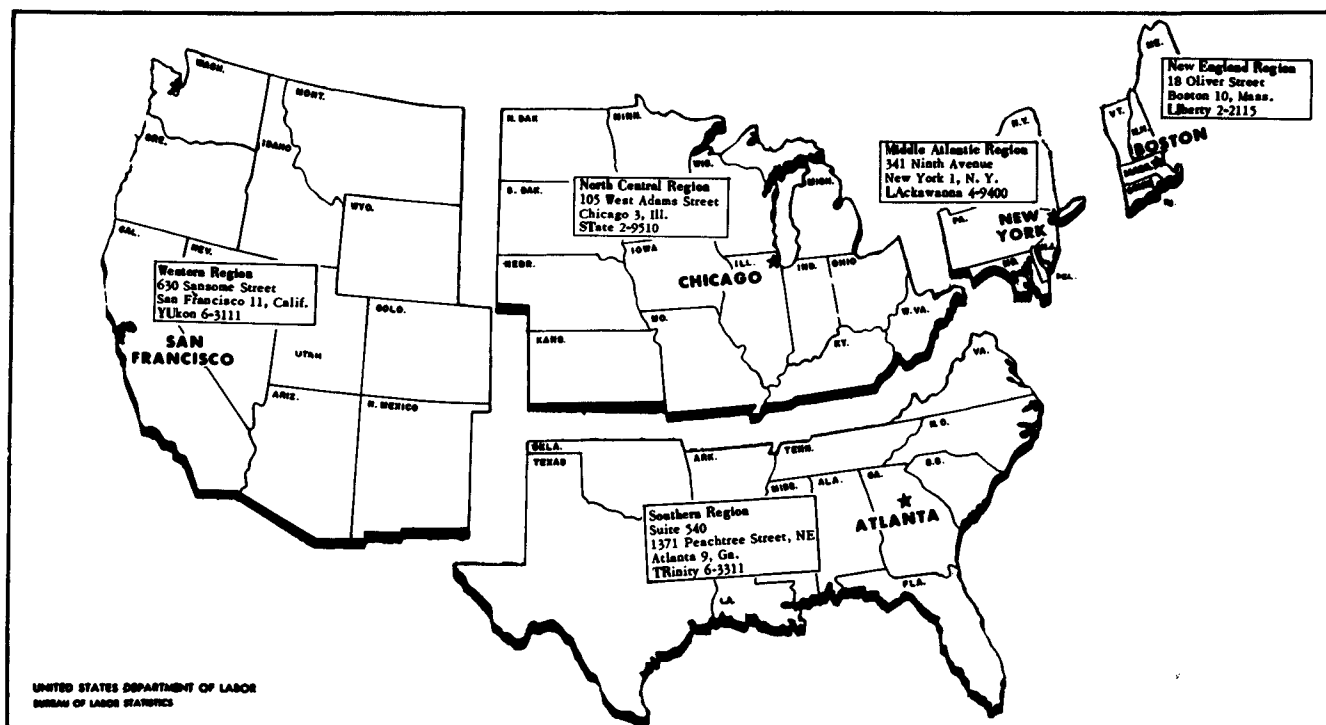 WASH.
MONT.
ORE.
IDAHO
WYO.
CAL.
NEV.
Western Region
630 Sansome Street
San Francisco 11, Calif.
YUkon 6-3111
SAN
FRANCISCO
UTAH
COLO.
ARIZ.
N. MEXICO
N. DAK
MINN.
S. DAK.
WIS.
MICH.
North Central Region
105 West Adams Street
Chicago 3, Ill.
STate 2-9510
NEBR.
IOWA
ILL.
IND.
OHIO
CHICAGO
KANS.
MO.
KY.
W. VA.
ME.
New England Region
18 Oliver Street
Boston 10, Mass.
LIberty 2-2115
VT.
N.H.
BOSTON
N.Y.
Middle Atlantic Region
341 Ninth Avenue
New York 1, N. Y.
LAckawanna 4-9400
PA.
NEW
YORK
MD.
DEL.
VA.
OKLA.
TEXAS
ARK.
TENN.
N.C.
S.C.
MISS.
ALA.
GA.
ATLANTA
Southern Region
Suite 540
1371 Peachtree Street, NE
Atlanta 9, Ga.
TRinity 6-3311
LA.
FLA.
UNITED STATES DEPARTMENT OF LABOR
BUREAU OF LABOR STATISTICS